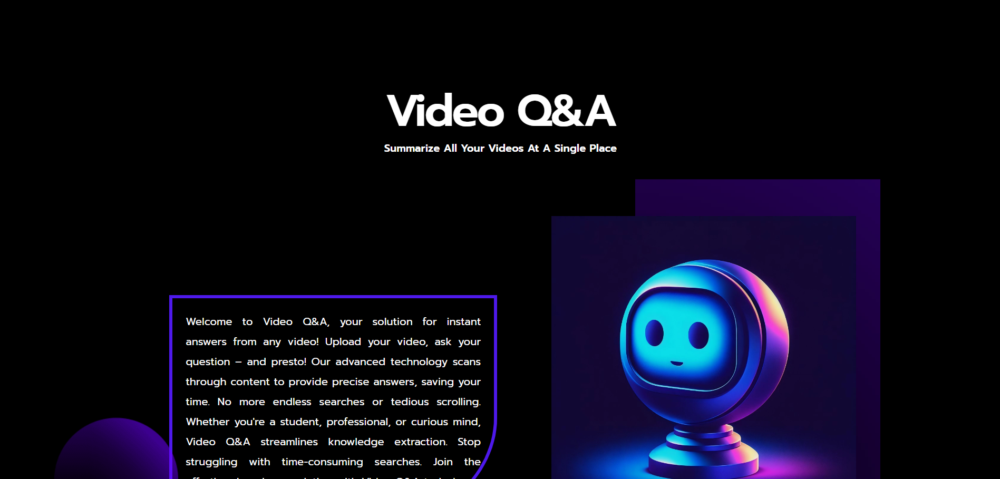 Video Q&A
Summarize All Your Videos At A Single Place
Welcome to Video Q&A, your solution for instant
answers from any video! Upload your video, ask your
question – and presto! Our advanced technology scans
through content to provide precise answers, saving your
time. No more endless searches or tedious scrolling.
Whether you're a student, professional, or curious mind,
Video Q&A streamlines knowledge extraction. Stop
struggling with time-consuming searches. Join the